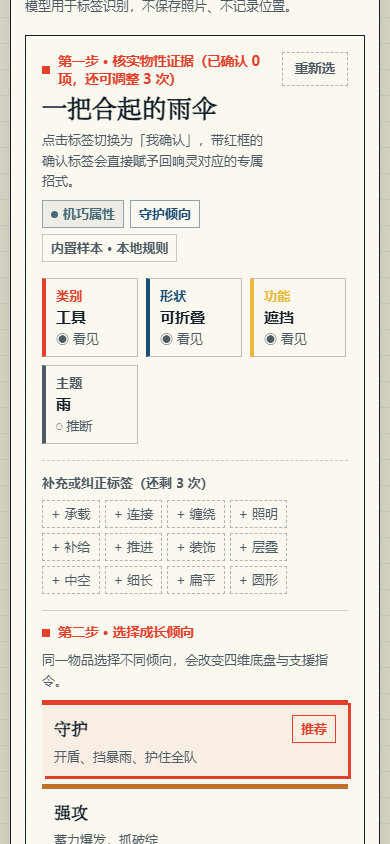 模型用于标签识别，不保存照片、不记录位置。
第一步 • 核实物性证据（已确认 0
项，还可调整 3 次）
重新选
一把合起的雨伞
点击标签切换为「我确认」，带红框的
确认标签会直接赋予回响灵对应的专属
招式。
机巧属性
守护倾向
内置样本 • 本地规则
类别
工具
◉ 看见
形状
可折叠
◉ 看见
功能
遮挡
◉ 看见
主题
雨
○ 推断
补充或纠正标签（还剩 3 次）
+ 承载
+ 连接
+ 缠绕
+ 照明
+ 补给
+ 推进
+ 装饰
+ 层叠
+ 中空
+ 细长
+ 扁平
+ 圆形
第二步 • 选择成长倾向
同一物品选择不同倾向，会改变四维底盘与支援指
令。
守护
推荐
开盾、挡暴雨、护住全队
强攻
蓄力爆发，抓破绽